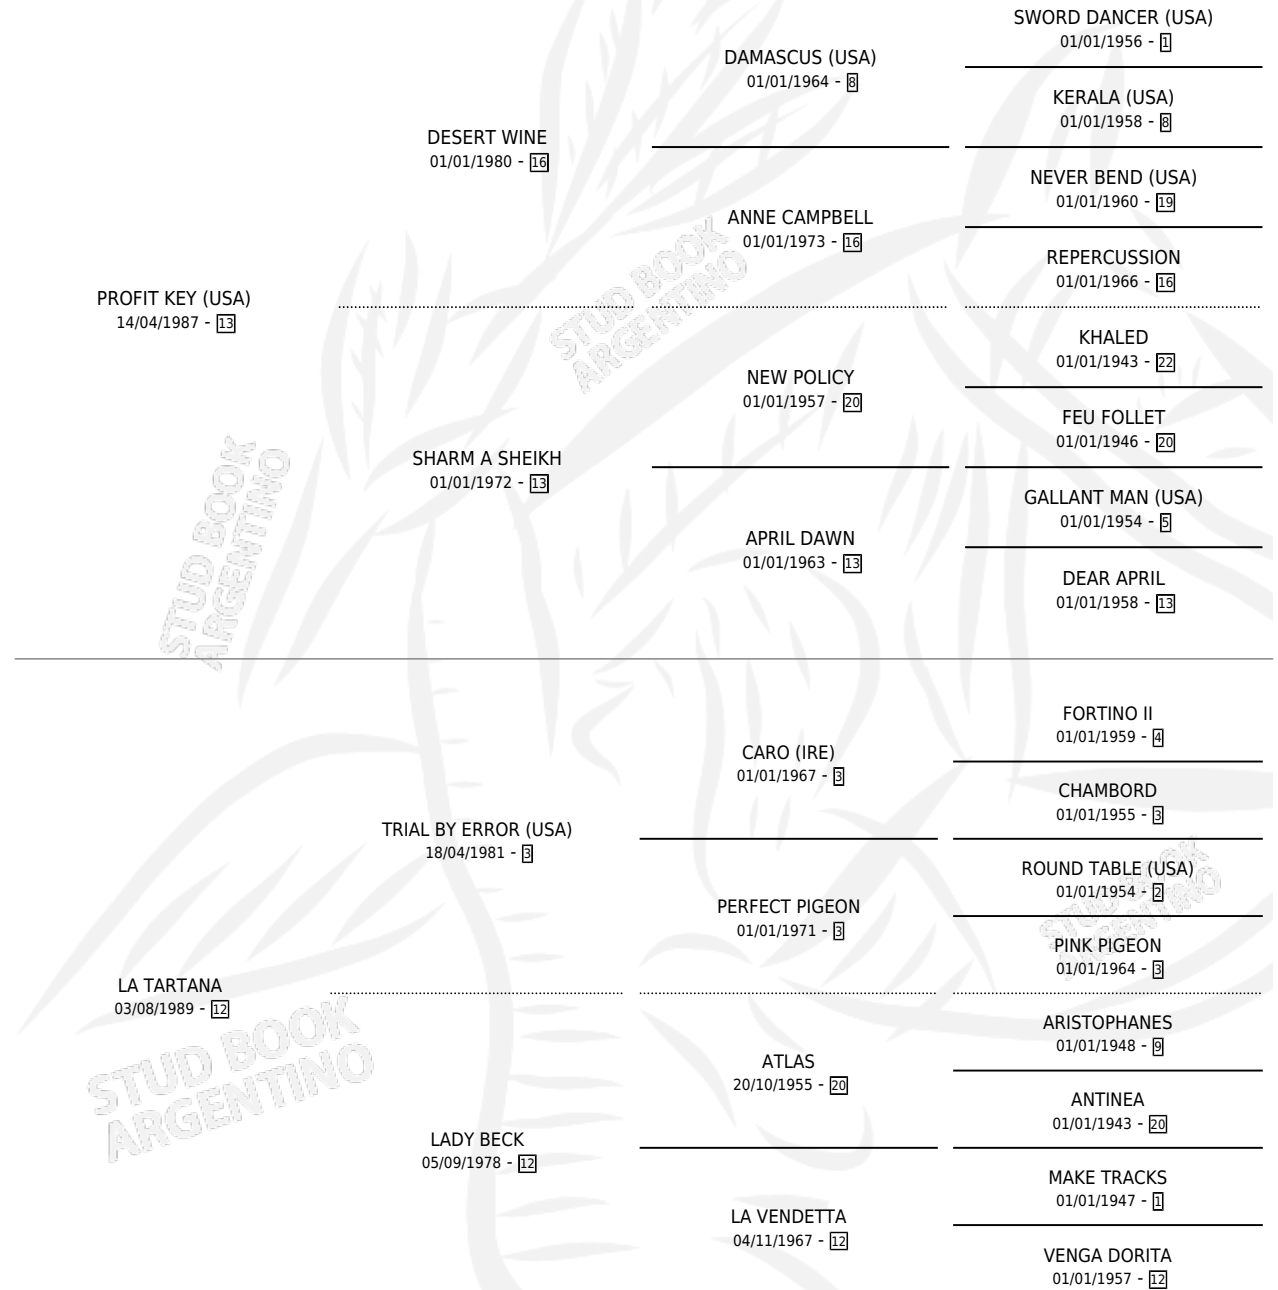 SWORD DANCER (USA)
01/01/1956 - 1
DAMASCUS (USA)
01/01/1964 - 8
KERALA (USA)
01/01/1958 - 8
DESERT WINE
01/01/1980 - 16
NEVER BEND (USA)
01/01/1960 - 19
ANNE CAMPBELL
01/01/1973 - 16
REPERCUSSION
01/01/1966 - 16
PROFIT KEY (USA)
14/04/1987 - 13
KHALED
01/01/1943 - 22
NEW POLICY
01/01/1957 - 20
FEU FOLLET
01/01/1946 - 20
SHARM A SHEIKH
01/01/1972 - 13
GALLANT MAN (USA)
01/01/1954 - 5
APRIL DAWN
01/01/1963 - 13
DEAR APRIL
01/01/1958 - 13
FORTINO II
01/01/1959 - 4
CARO (IRE)
01/01/1967 - 3
CHAMBORD
01/01/1955 - 3
TRIAL BY ERROR (USA)
18/04/1981 - 3
ROUND TABLE (USA)
01/01/1954 - 2
PERFECT PIGEON
01/01/1971 - 3
PINK PIGEON
01/01/1964 - 3
LA TARTANA
03/08/1989 - 12
ARISTOPHANES
01/01/1948 - 9
ATLAS
20/10/1955 - 20
ANTINEA
01/01/1943 - 20
LADY BECK
05/09/1978 - 12
MAKE TRACKS
01/01/1947 - 1
LA VENDETTA
04/11/1967 - 12
VENGA DORITA
01/01/1957 - 12
STUD BOOK
ARGENTINO
STUD BOOK
ARGENTINO
STUD BOOK
ARGENTINO
STUD BOOK
ARGENTINO